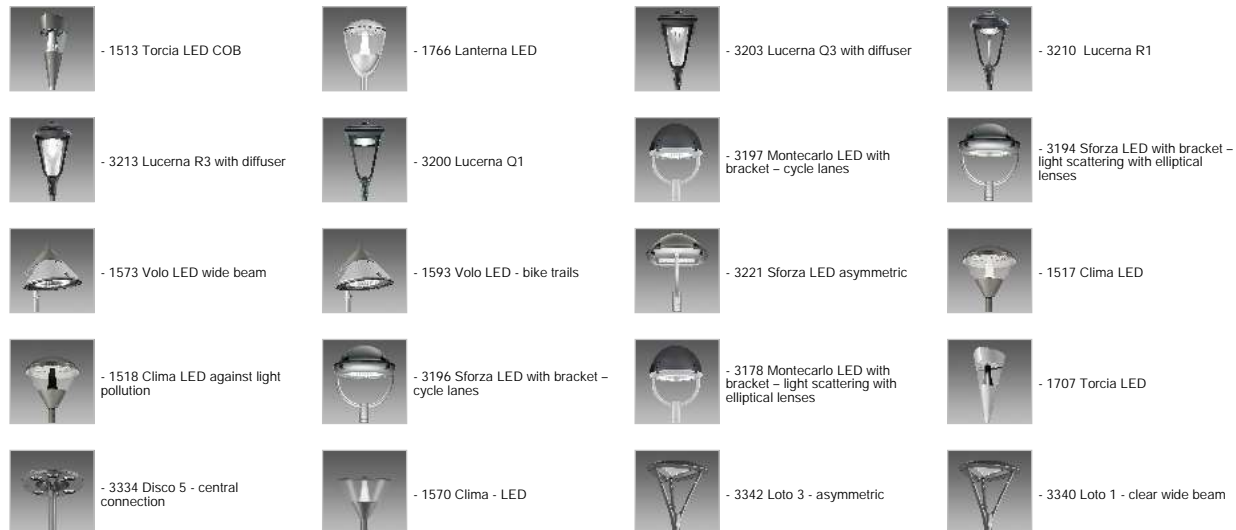 - 1513 Torcia LED COB
- 1766 Lanterna LED
- 3203 Lucerna Q3 with diffuser
- 3210 Lucerna R1
- 3213 Lucerna R3 with diffuser
- 3200 Lucerna Q1
- 3197 Montecarlo LED with
bracket – cycle lanes
- 3194 Sforza LED with bracket –
light scattering with elliptical
lenses
- 1573 Volo LED wide beam
- 1593 Volo LED - bike trails
- 3221 Sforza LED asymmetric
- 1517 Clima LED
- 1518 Clima LED against light
pollution
- 3196 Sforza LED with bracket –
cycle lanes
- 3178 Montecarlo LED with
bracket – light scattering with
elliptical lenses
- 1707 Torcia LED
- 3334 Disco 5 - central
connection
- 1570 Clima - LED
- 3342 Loto 3 - asymmetric
- 3340 Loto 1 - clear wide beam